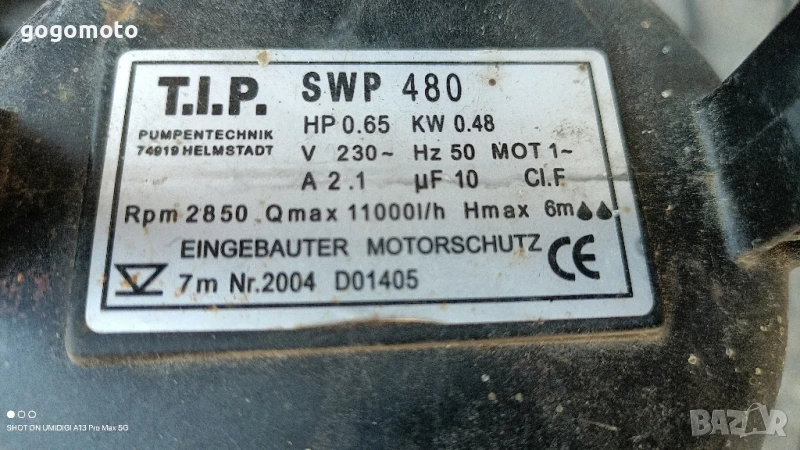 gogomoto
T.I.P. SWP 480
PUMPENTECHNIK
74919 HELMSTADT
HP 0.65 KW 0.48
V 230~ Hz 50 MOT 1~
A 2.1 µF 10 Cl.F
Rpm 2850 Qmax 11000l/h Hmax 6m
EINGEBAUTER MOTORSCHUTZ CE
7m Nr.2004 D01405
SHOT ON UMIDIGI A13 Pro Max 5G
BAZAR